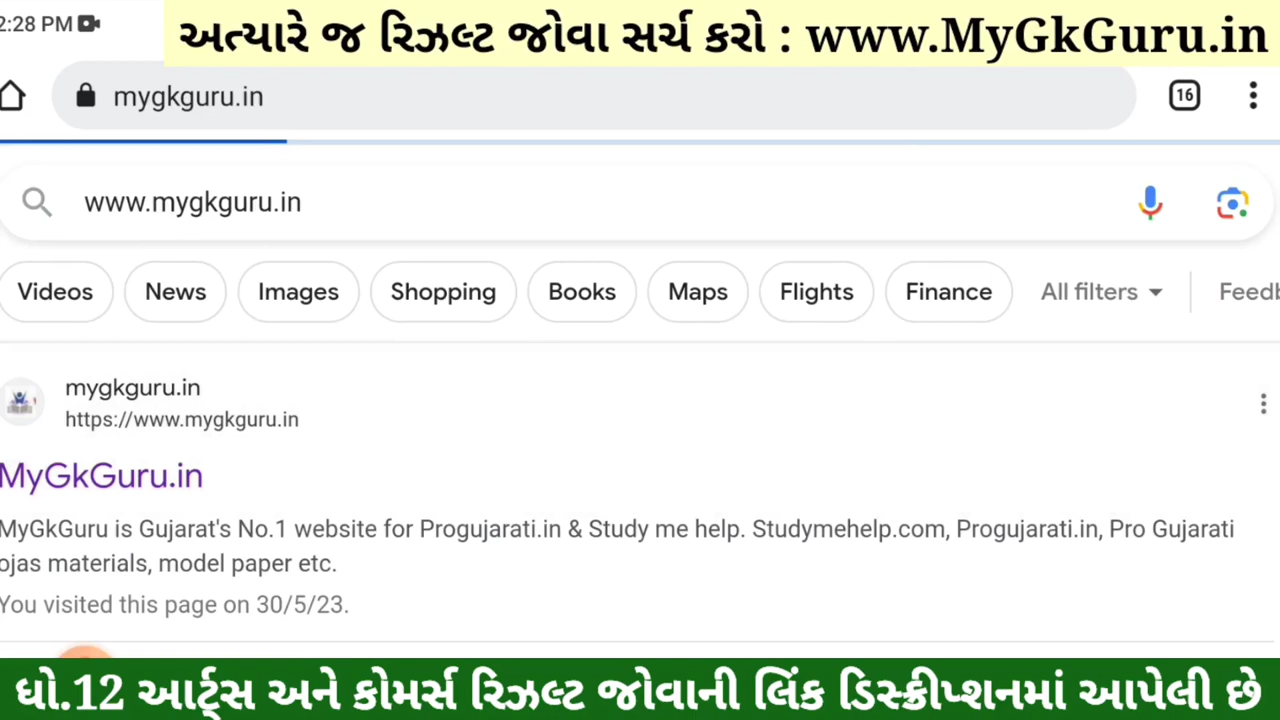 2:28 PM
અત્યારે જ રિઝલ્ટ જોવા સર્ચ કરો : www.MyGkGuru.in
mygkguru.in
16
www.mygkguru.in
Videos News Images Shopping Books Maps Flights Finance All filters Feedb
mygkguru.in
https://www.mygkguru.in
MyGkGuru.in
MyGkGuru is Gujarat's No.1 website for Progujarati.in & Study me help. Studymehelp.com, Progujarati.in, Pro Gujarati
ojas materials, model paper etc.
You visited this page on 30/5/23.
ધો.12 આર્ટ્સ અને કોમર્સ રિઝલ્ટ જોવાની લિંક ડિસ્ક્રીપ્શનમાં આપેલી છે